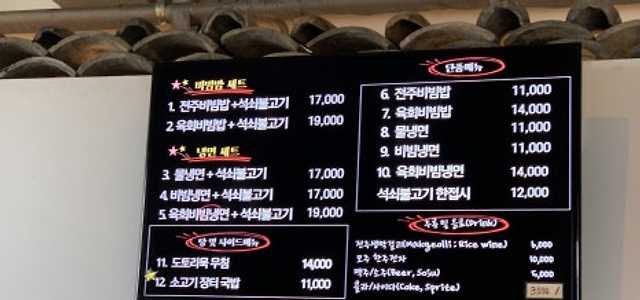 비빔밥 세트
1. 전주비빔밥+석쇠불고기 17,000
2 육회비빔밥+석쇠불고기 19,000
냉면 세트
3 물냉면 + 석쇠불고기 17,000
4. 비빔냉면 + 석쇠불고기 17,000
5. 육회비빔냉면 + 석쇠불고기 19,000
탕 및 사이드메뉴
11. 도토리묵 무침 14,000
12 소고기 장터 국밥 11,000
단품메뉴
6. 전주비빔밥 11,000
7. 육회비빔밥 14,000
8 물냉면 11,000
9. 비빔냉면 11,000
10. 육회비빔냉면 14,000
석쇠불고기 한접시 12,000
주류 및 음료(Drink)
전주생막걸리(Makgeolli : Rice wine) 6,000
모주 한주전자 10,000
맥주/소주(Beer, Soju) 5,000
콜라/사이다(Coke, Sprite)